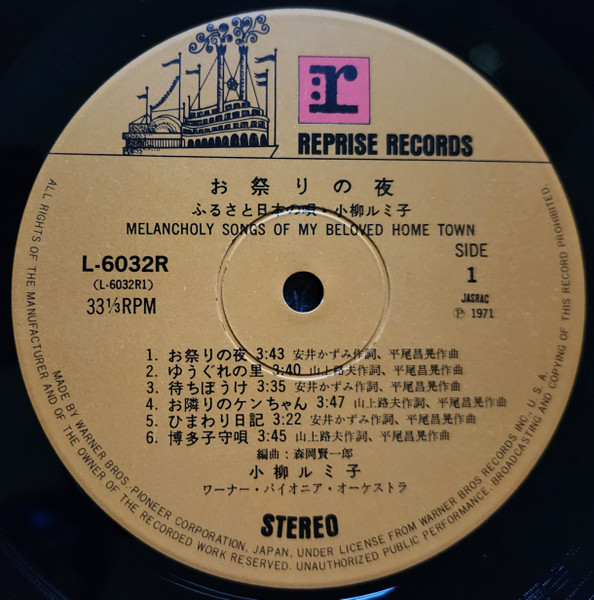 r
REPRISE RECORDS
お祭りの夜
ふるさと日本の唄・小柳ルミ子
MELANCHOLY SONGS OF MY BELOVED HOME TOWN
L-6032R
(L-6032R1)
33⅓RPM
SIDE
1
JASRAC
Ⓟ 1971
1. お祭りの夜 3:43 安井かずみ作詞、平尾昌晃作曲
2. ゆうぐれの里 3:40 山上路夫作詞、平尾昌晃作曲
3. 待ちぼうけ 3:35 安井かずみ作詞、平尾昌晃作曲
4. お隣りのケンちゃん 3:47 山上路夫作詞、平尾昌晃作曲
5. ひまわり日記 3:22 安井かずみ作詞、平尾昌晃作曲
6. 博多子守唄 3:45 山上路夫作詞、平尾昌晃作曲
編曲：森岡賢一郎
小柳ルミ子
ワーナー・パイオニア・オーケストラ
STEREO
ALL RIGHTS OF THE MANUFACTURER AND OF THE OWNER OF THE RECORDED WORK RESERVED. UNAUTHORIZED PUBLIC PERFORMANCE, BROADCASTING AND COPYING OF THIS RECORD PROHIBITED.
MADE BY WARNER BROS. PIONEER CORPORATION, JAPAN, UNDER LICENSE FROM WARNER BROS RECORDS INC., U.S.A.